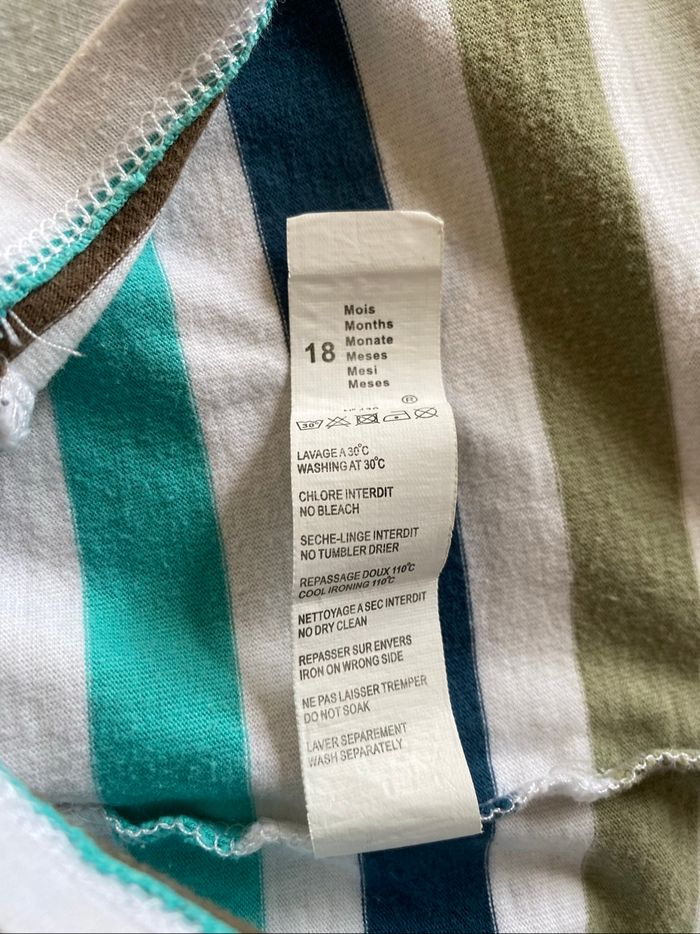 Mois
Months
18 Monate
Meses
Mesi
Meses
®
30°
LAVAGE A 30°C
WASHING AT 30°C
CHLORE INTERDIT
NO BLEACH
SECHE-LINGE INTERDIT
NO TUMBLER DRIER
REPASSAGE DOUX 110°C
COOL IRONING 110°C
NETTOYAGE A SEC INTERDIT
NO DRY CLEAN
REPASSER SUR ENVERS
IRON ON WRONG SIDE
NE PAS LAISSER TREMPER
DO NOT SOAK
LAVER SEPAREMENT
WASH SEPARATELY